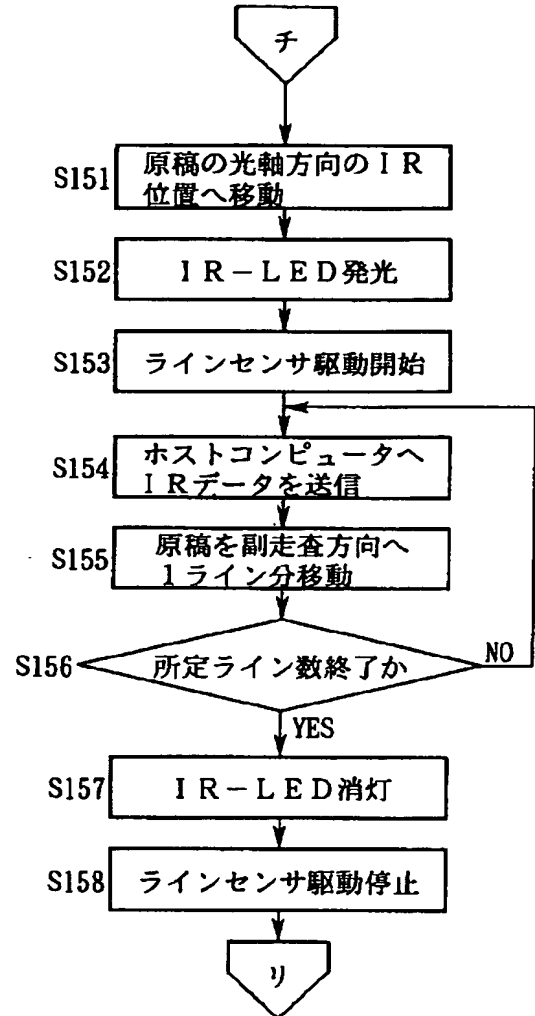 チ
S151
原稿の光軸方向のＩＲ
位置へ移動
S152
ＩＲ－ＬＥＤ発光
S153
ラインセンサ駆動開始
S154
ホストコンピュータへ
ＩＲデータを送信
S155
原稿を副走査方向へ
１ライン分移動
S156
所定ライン数終了か
NO
YES
S157
ＩＲ－ＬＥＤ消灯
S158
ラインセンサ駆動停止
リ